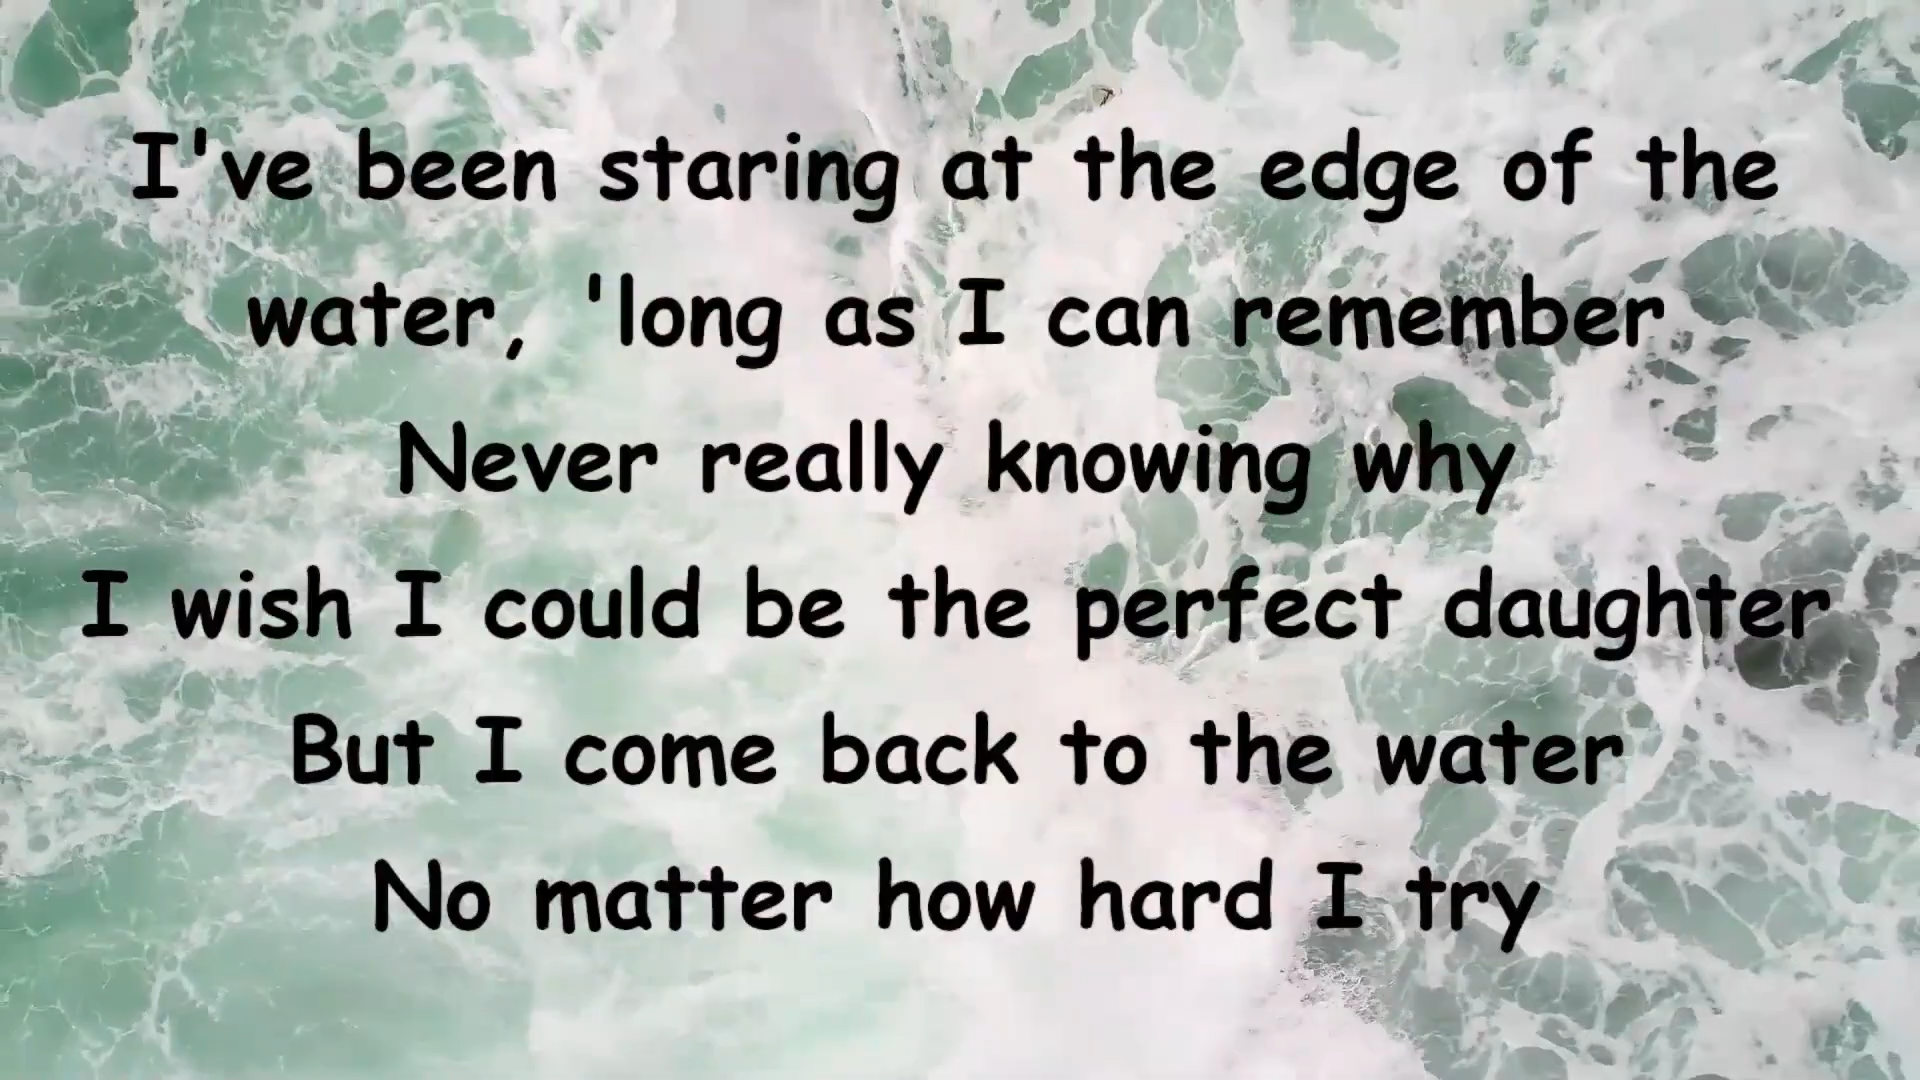 I've been staring at the edge of the
water, 'long as I can remember
Never really knowing why
I wish I could be the perfect daughter
But I come back to the water
No matter how hard I try